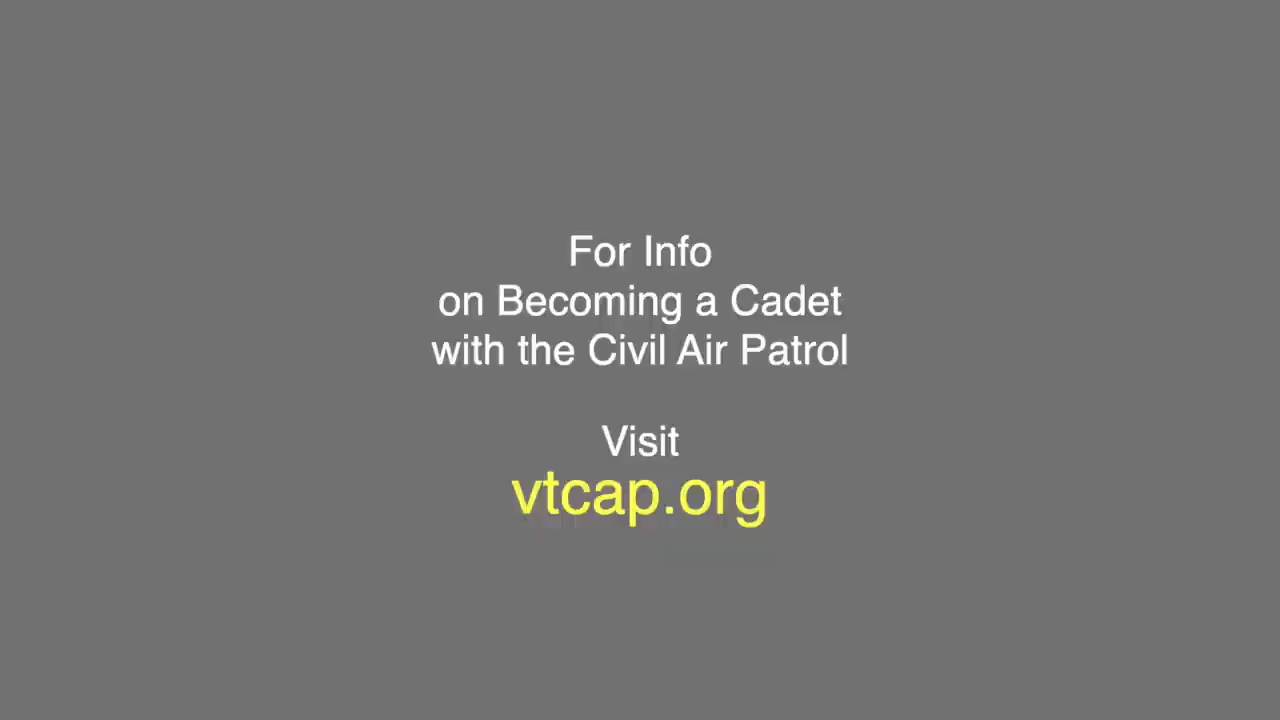 For Info
on Becoming a Cadet
with the Civil Air Patrol
Visit
vtcap.org